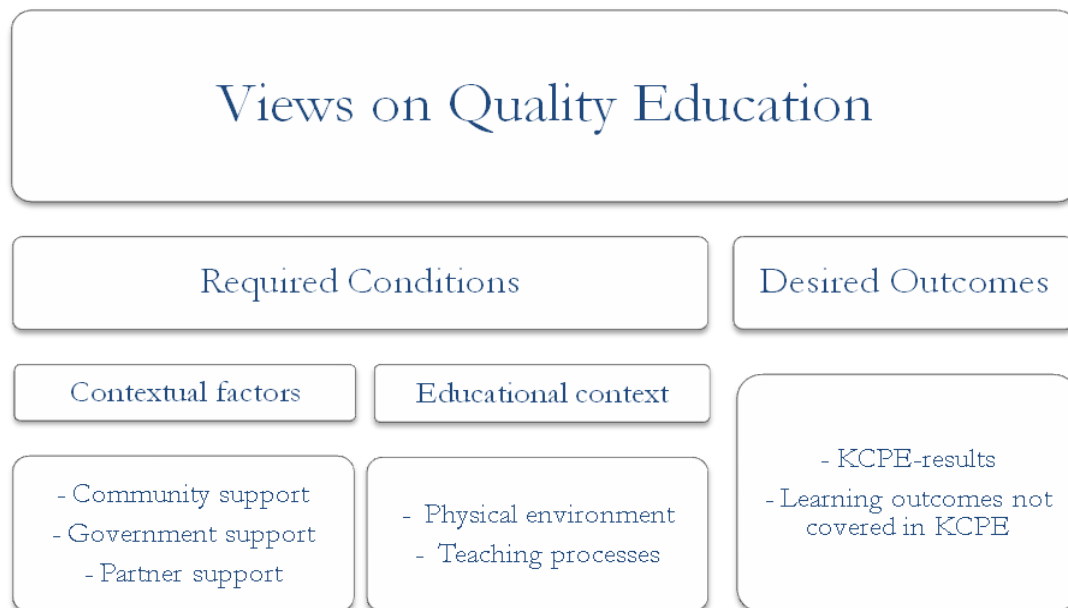 Views on Quality Education
Required Conditions
Desired Outcomes
Contextual factors
Educational context
- Community support
- Government support
- Partner support
- Physical environment
- Teaching processes
- KCPE-results
- Learning outcomes not
covered in KCPE